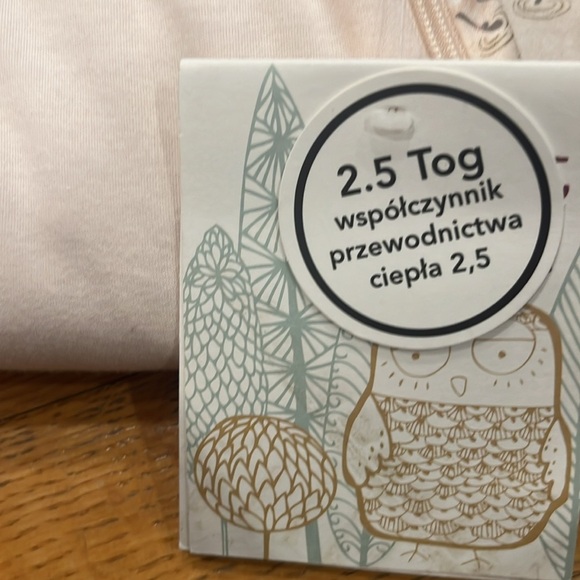 2.5 Tog
współczynnik
przewodnictwa
ciepła 2,5